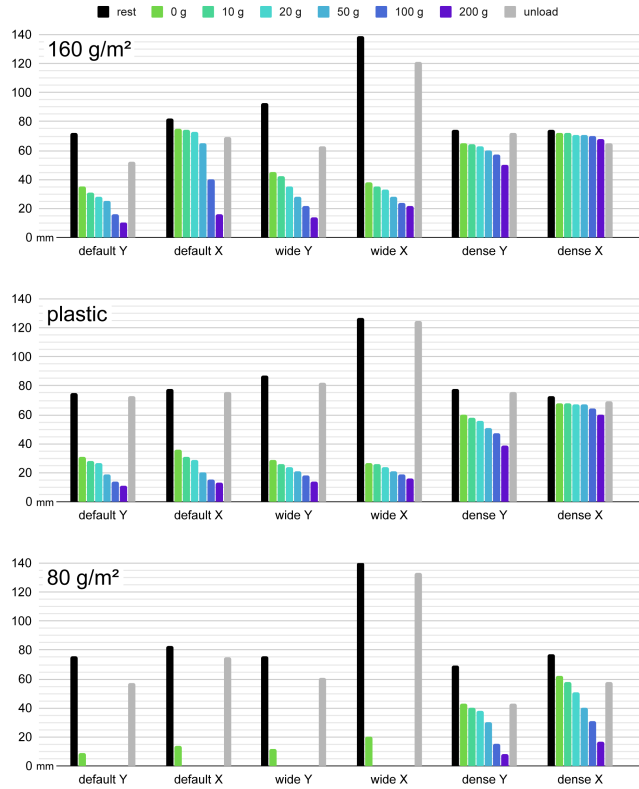 rest 0 g 10 g 20 g 50 g 100 g 200 g unload
140
160 g/m²
120
100
80
60
40
20
0 mm
default Y default X wide Y wide X dense Y dense X
140
plastic
120
100
80
60
40
20
0 mm
default Y default X wide Y wide X dense Y dense X
140
80 g/m²
120
100
80
60
40
20
0 mm
default Y default X wide Y wide X dense Y dense X